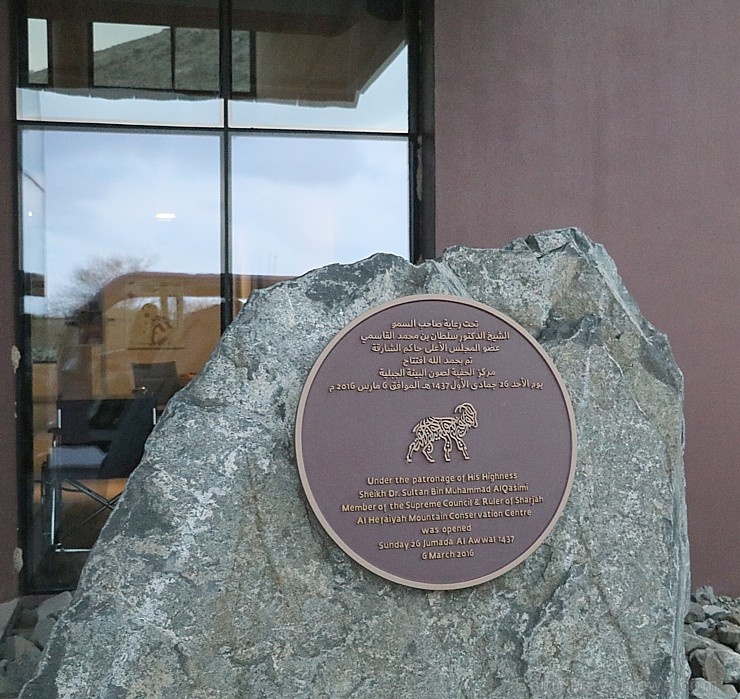 تحت رعاية صاحب السمو
الشيخ الدكتور سلطان بن محمد القاسمي
عضو المجلس الأعلى حاكم الشارقة
تم بحمد الله افتتاح
مركز الحفية لصون البيئة الجبلية
يوم الأحد 26 جمادى الأول 1437 هـ الموافق 6 مارس 2016 م
Under the patronage of His Highness
Sheikh Dr. Sultan Bin Muhammad AlQasimi
Member of the Supreme Council & Ruler of Sharjah
Al Hefaiyah Mountain Conservation Centre
was opened
Sunday 26 Jumada Al Awwal 1437
6 March 2016